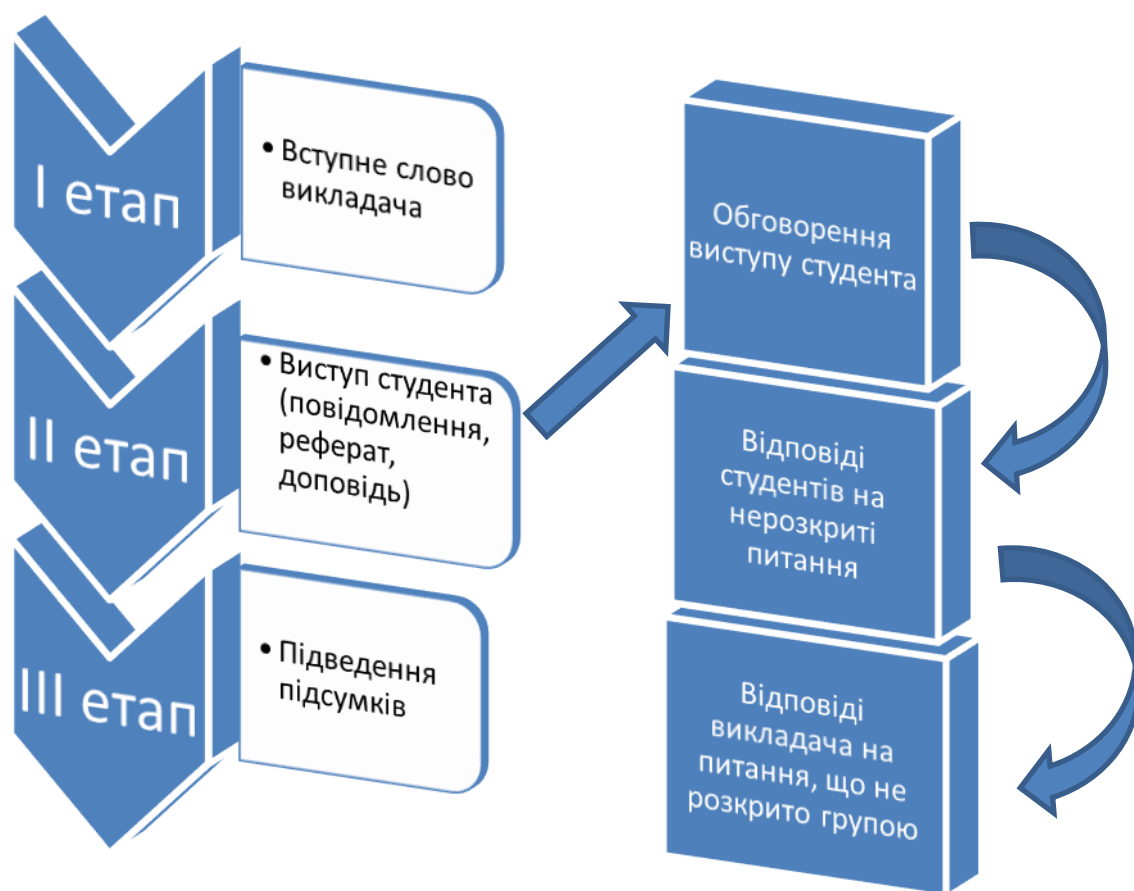 I етап
• Вступне слово
викладача
II етап
• Виступ студента
(повідомлення,
реферат,
доповідь)
III етап
• Підведення
підсумків
Обговорення
виступу студента
Відповіді
студентів на
нерозкриті
питання
Відповіді
викладача на
питання, що не
розкрито групою